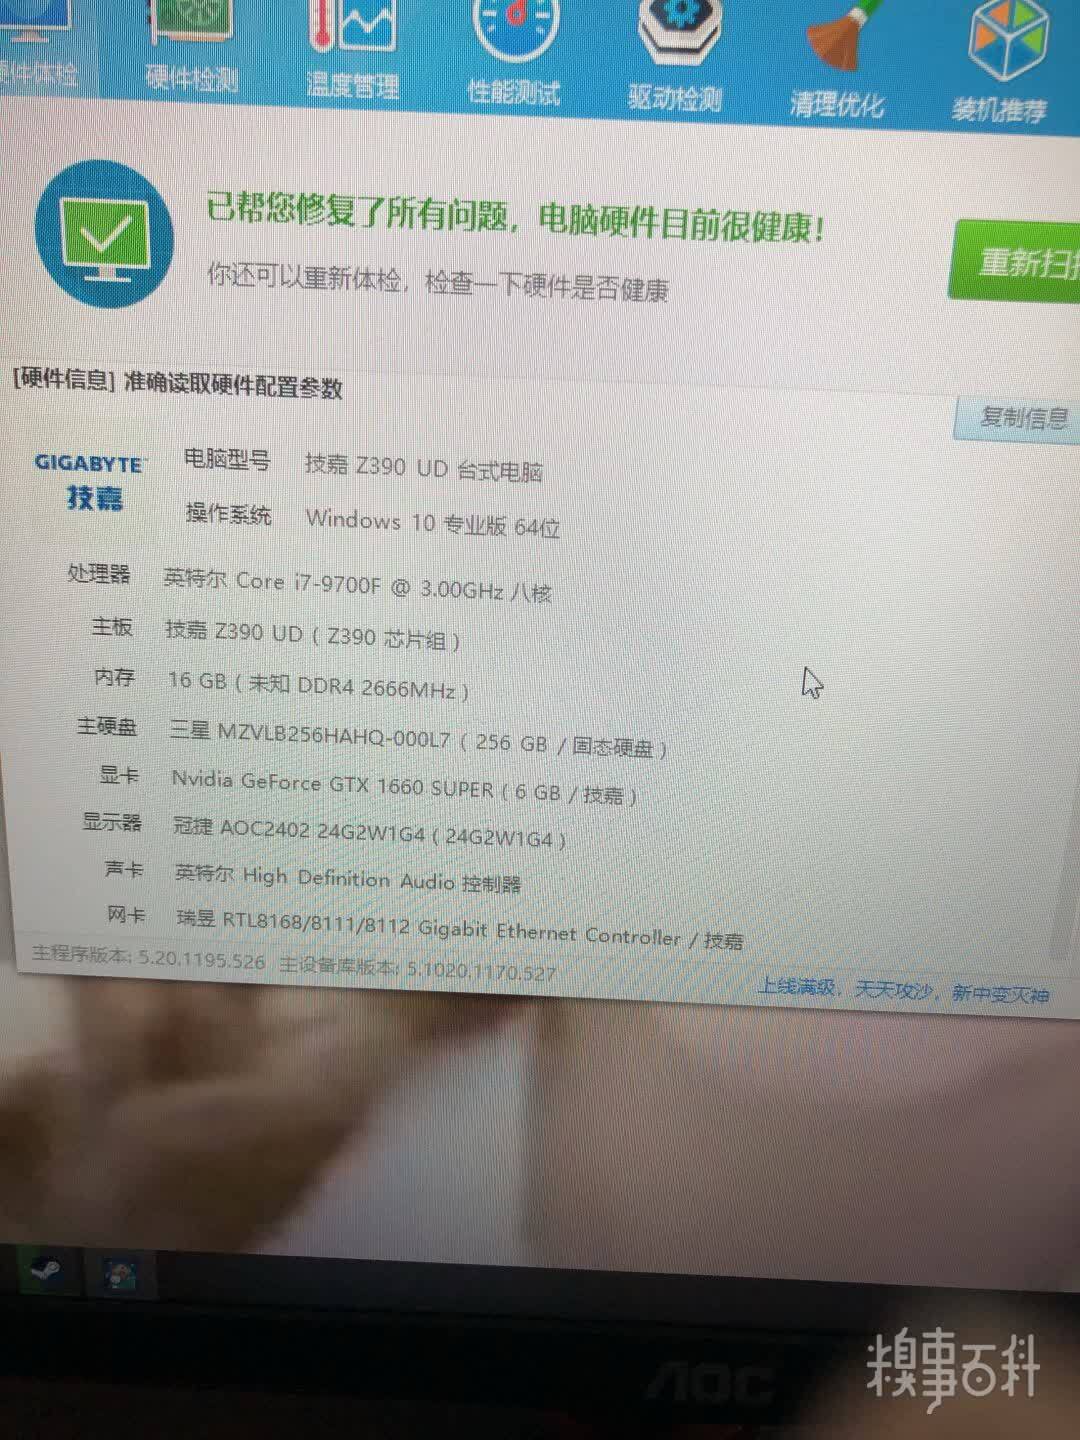 硬件体检 硬件检测 温度管理 性能测试 驱动检测 清理优化 装机推荐
已帮您修复了所有问题，电脑硬件目前很健康！
重新扫
你还可以重新体检，检查一下硬件是否健康
[硬件信息] 准确读取硬件配置参数
复制信息
GIGABYTE
技嘉
电脑型号 技嘉 Z390 UD 台式电脑
操作系统 Windows 10 专业版 64位
处理器 英特尔 Core i7-9700F @ 3.00GHz 八核
主板 技嘉 Z390 UD ( Z390 芯片组 )
内存 16 GB ( 未知 DDR4 2666MHz )
主硬盘 三星 MZVLB256HAHQ-000L7 ( 256 GB / 固态硬盘 )
显卡 Nvidia GeForce GTX 1660 SUPER ( 6 GB / 技嘉 )
显示器 冠捷 AOC2402 24G2W1G4 ( 24G2W1G4 )
声卡 英特尔 High Definition Audio 控制器
网卡 瑞昱 RTL8168/8111/8112 Gigabit Ethernet Controller / 技嘉
主程序版本: 5.20.1195.526 主设备库版本: 5.1020.1170.527
上线满级，天天攻沙，新中变灭神
AOC
糗事百科